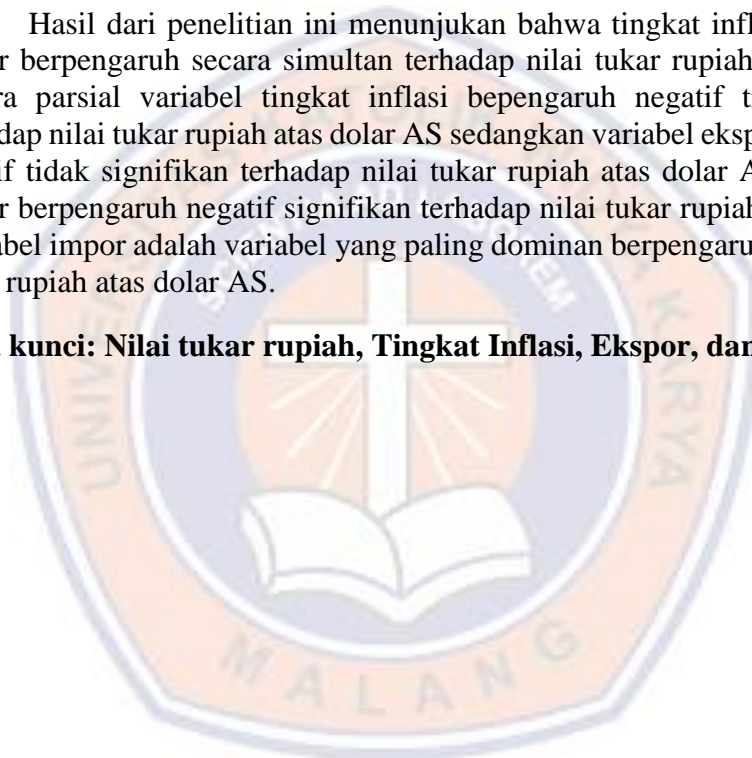 Hasil dari penelitian ini menunjukan bahwa tingkat infl
r berpengaruh secara simultan terhadap nilai tukar rupiah
ra parsial variabel tingkat inflasi bepengaruh negatif t
dap nilai tukar rupiah atas dolar AS sedangkan variabel eksp
if tidak signifikan terhadap nilai tukar rupiah atas dolar A
r berpengaruh negatif signifikan terhadap nilai tukar rupiah
abel impor adalah variabel yang paling dominan berpengaru
rupiah atas dolar AS.
kunci: Nilai tukar rupiah, Tingkat Inflasi, Ekspor, dan
KARYA
MALANG